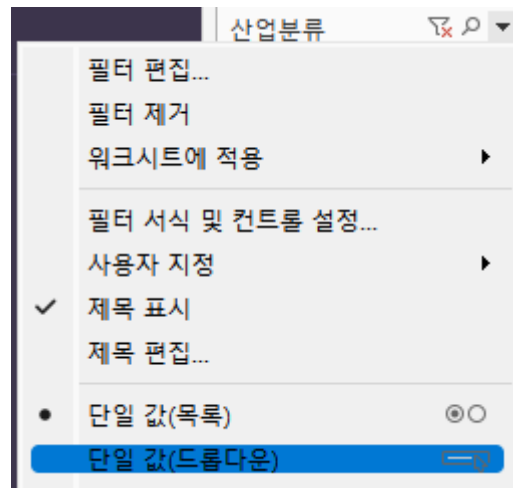 산업분류
필터 편집...
필터 제거
워크시트에 적용
필터 서식 및 컨트롤 설정...
사용자 지정
제목 표시
제목 편집...
단일 값(목록)
단일 값(드롭다운)